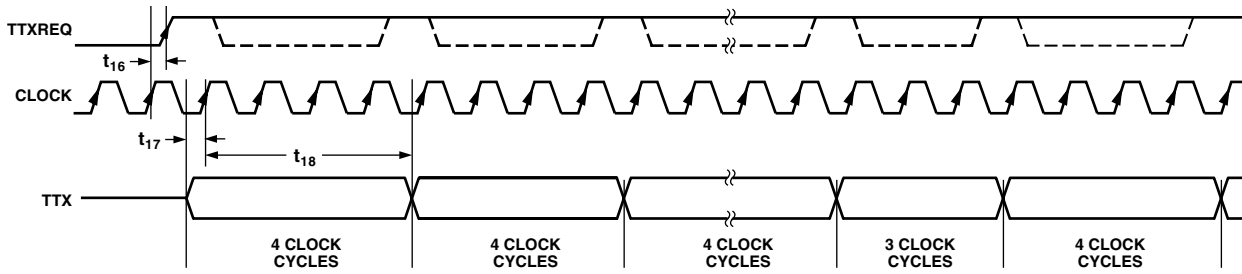 TTXREQ
t16
CLOCK
t17
t18
TTX
4 CLOCK
CYCLES
4 CLOCK
CYCLES
4 CLOCK
CYCLES
3 CLOCK
CYCLES
4 CLOCK
CYCLES